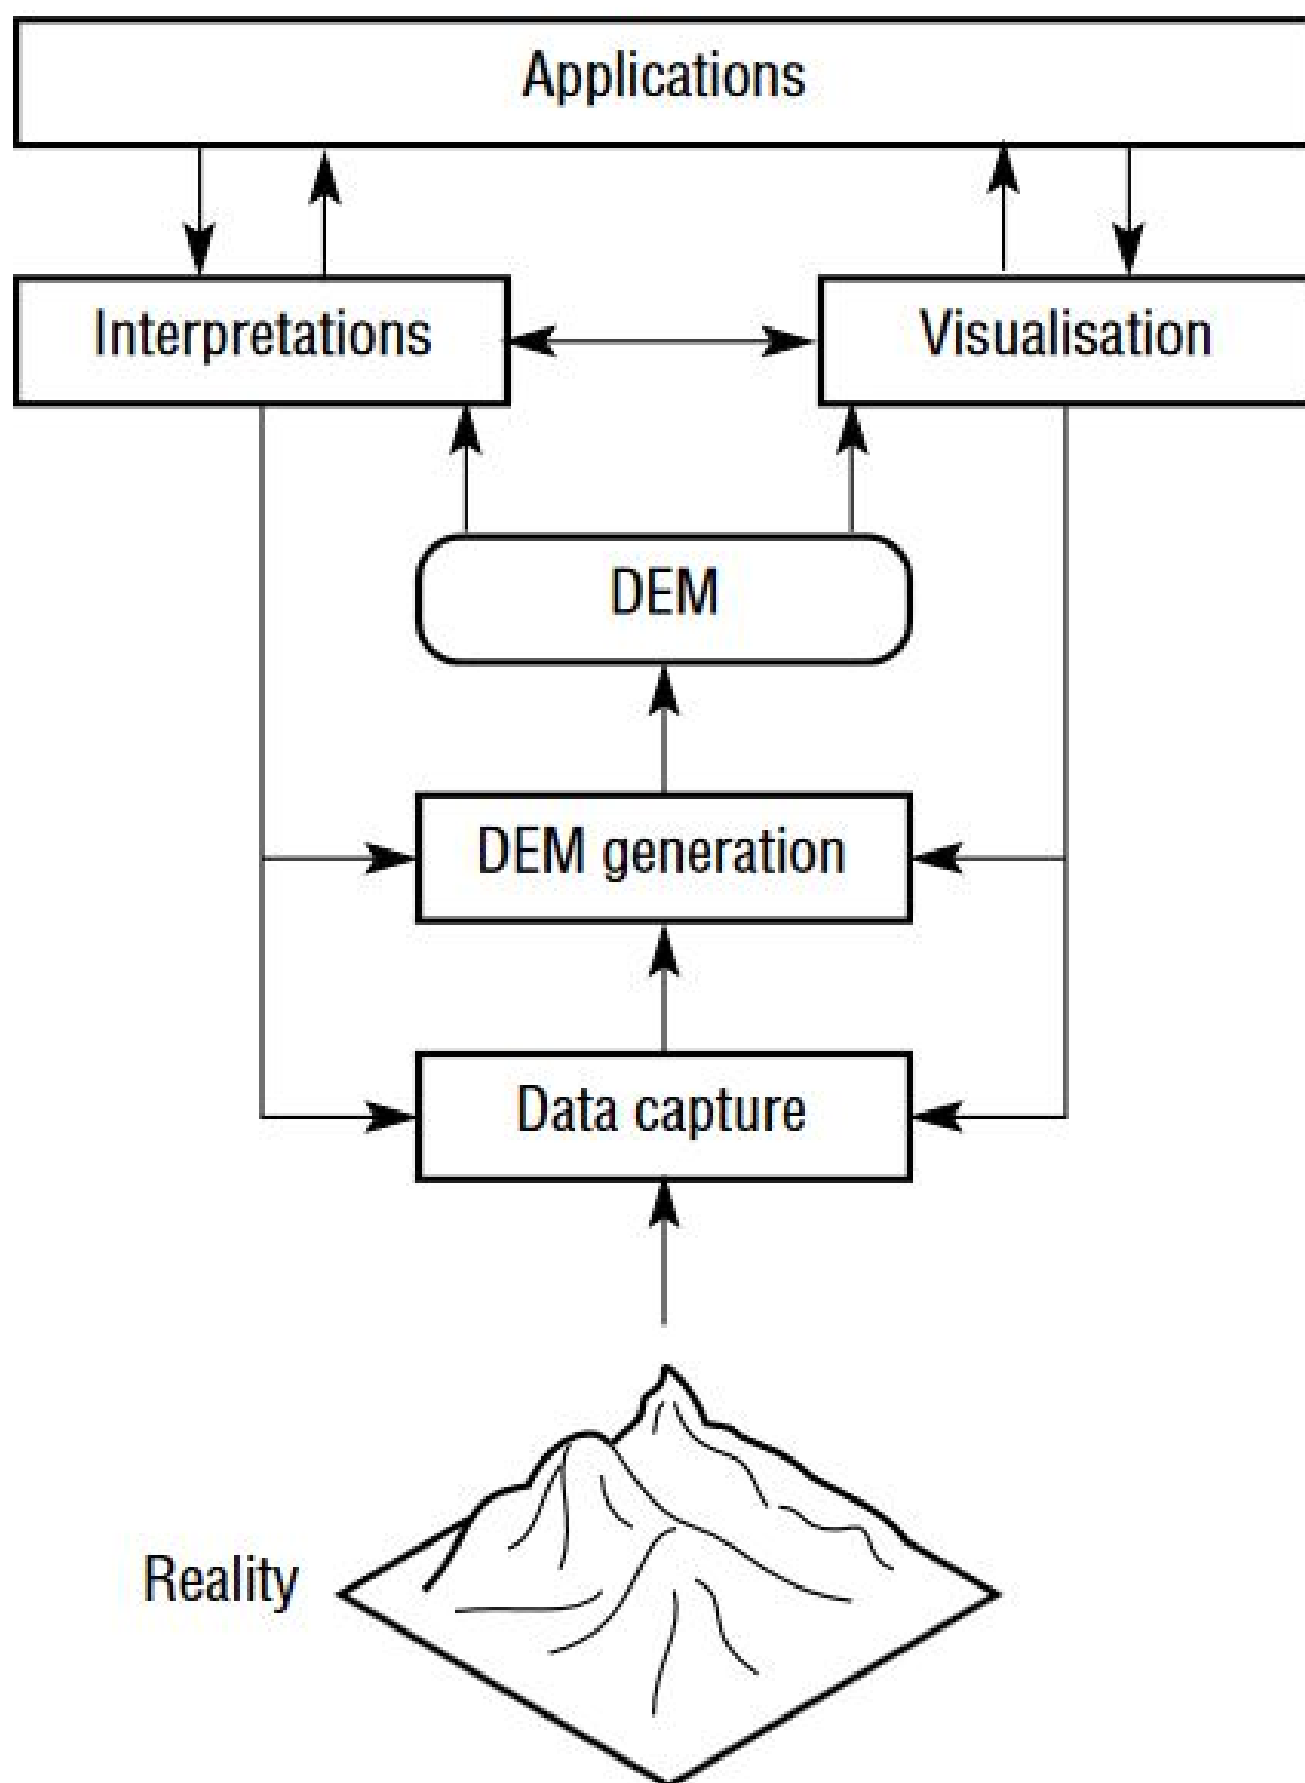 Applications
Interpretations
Visualisation
DEM
DEM generation
Data capture
Reality